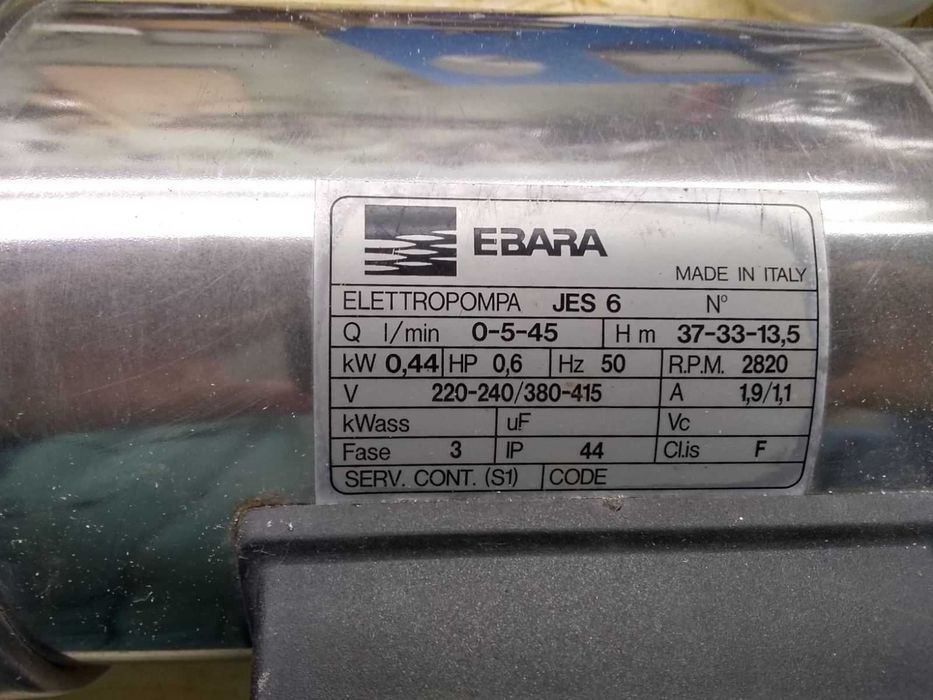 EBARA
MADE IN ITALY
ELETTROPOMPA JES 6 Nº
Q l/min 0-5-45 H m 37-33-13,5
kW 0,44 HP 0,6 Hz 50 R.P.M. 2820
V 220-240/380-415 A 1,9/1,1
kWass uF Vc
Fase 3 IP 44 Cl.is F
SERV. CONT. (S1) CODE